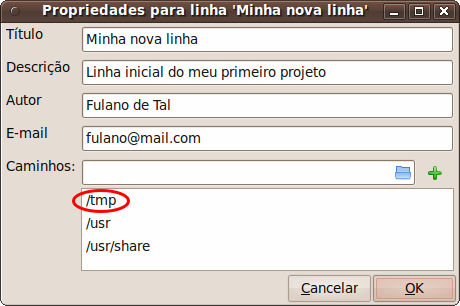 Propriedades para linha 'Minha nova linha'
Título
Minha nova linha
Descrição
Linha inicial do meu primeiro projeto
Autor
Fulano de Tal
E-mail
fulano@mail.com
Caminhos:
/tmp
/usr
/usr/share
Cancelar
OK